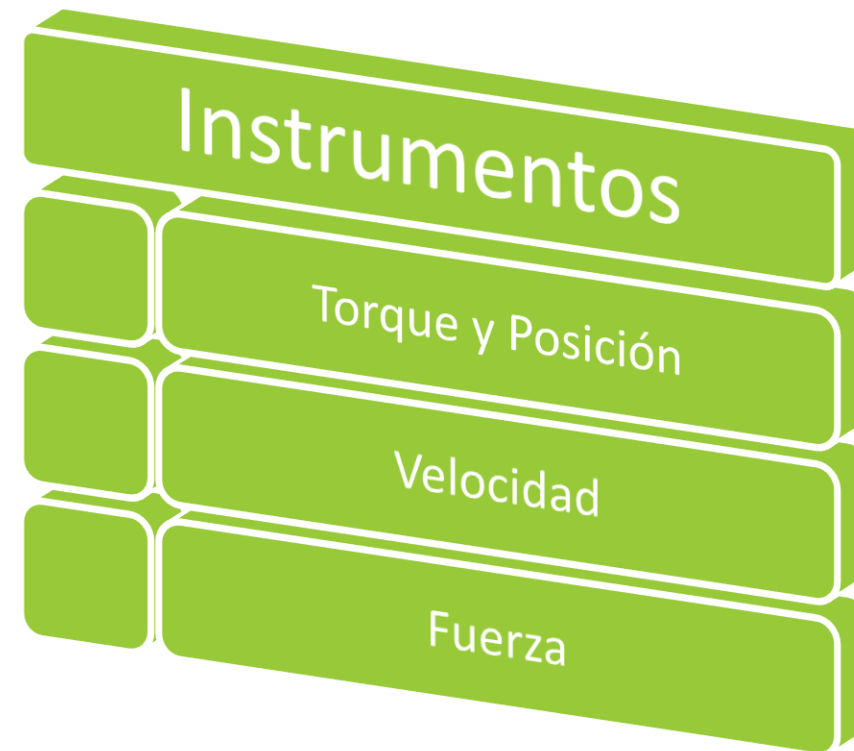 Instrumentos
Torque y Posición
Velocidad
Fuerza